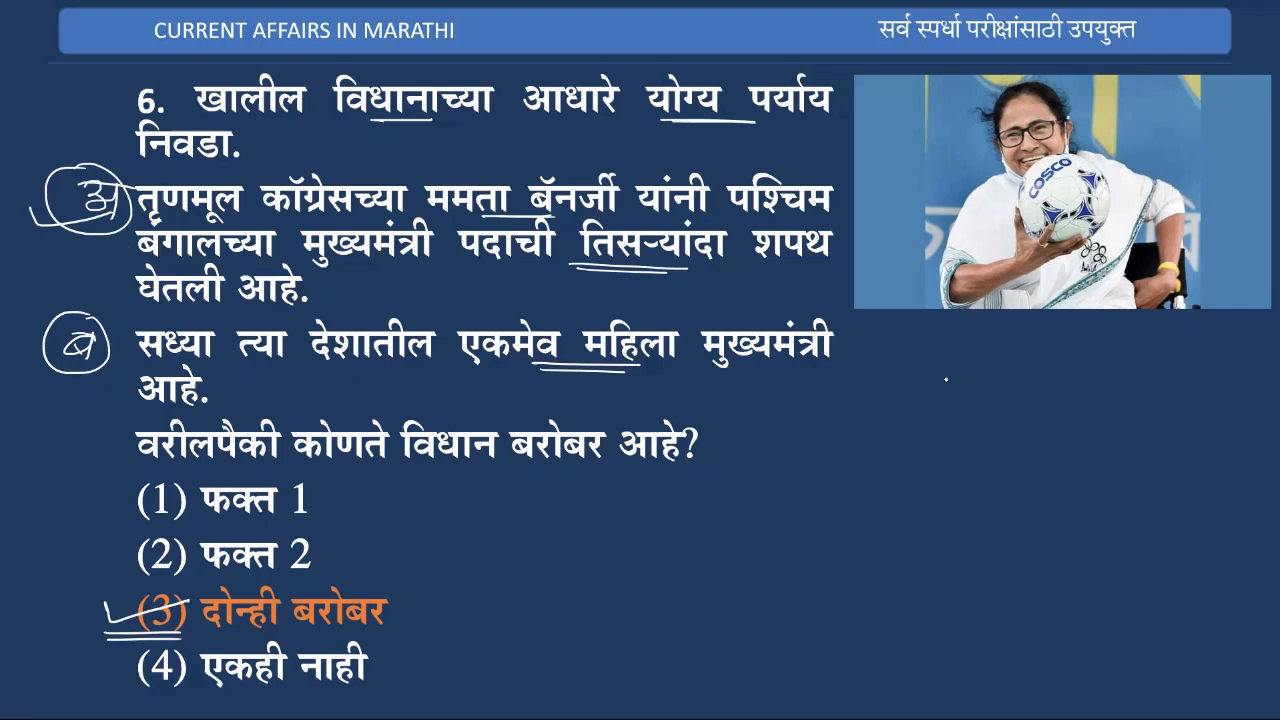 CURRENT AFFAIRS IN MARATHI
सर्व स्पर्धा परीक्षांसाठी उपयुक्त
6. खालील विधानाच्या आधारे योग्य पर्याय
निवडा.
अ
तृणमूल कॉग्रेसच्या ममता बॅनर्जी यांनी पश्चिम
बंगालच्या मुख्यमंत्री पदाची तिसऱ्यांदा शपथ
घेतली आहे.
ब
सध्या त्या देशातील एकमेव महिला मुख्यमंत्री
आहे.
वरीलपैकी कोणते विधान बरोबर आहे?
(1) फक्त 1
(2) फक्त 2
(3) दोन्ही बरोबर
(4) एकही नाही
COSCO